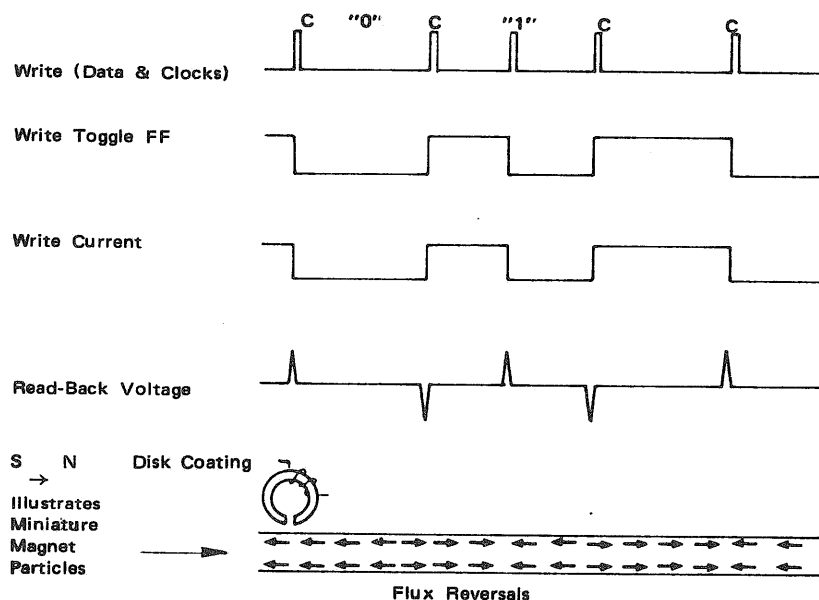 C "0" C "1" C C
Write (Data & Clocks)
Write Toggle FF
Write Current
Read-Back Voltage
S N Disk Coating
→
Illustrates
Miniature
Magnet
Particles
Flux Reversals